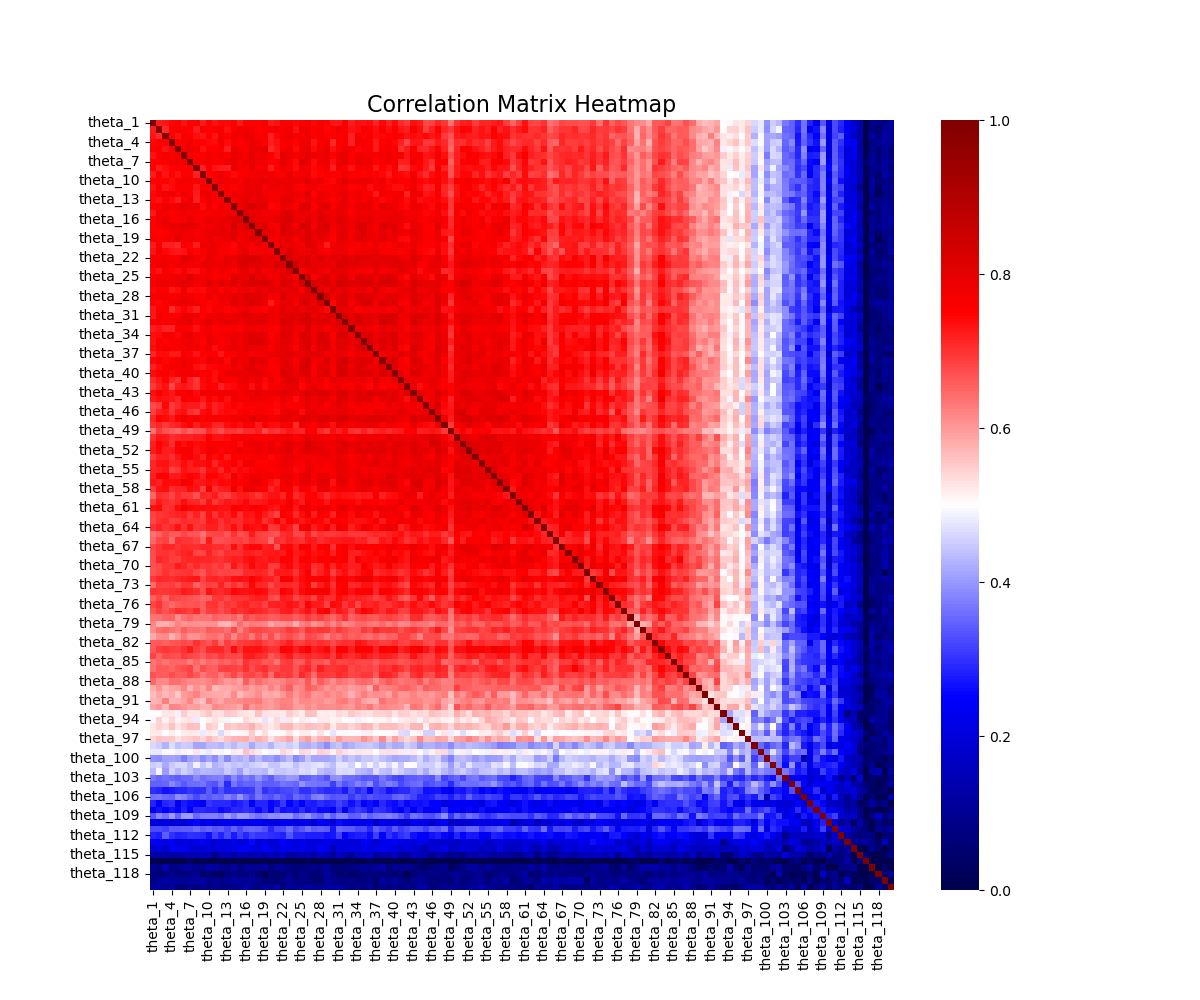 Correlation Matrix Heatmap
theta_1
theta_4
theta_7
theta_10
theta_13
theta_16
theta_19
theta_22
theta_25
theta_28
theta_31
theta_34
theta_37
theta_40
theta_43
theta_46
theta_49
theta_52
theta_55
theta_58
theta_61
theta_64
theta_67
theta_70
theta_73
theta_76
theta_79
theta_82
theta_85
theta_88
theta_91
theta_94
theta_97
theta_100
theta_103
theta_106
theta_109
theta_112
theta_115
theta_118
theta_1
theta_4
theta_7
theta_10
theta_13
theta_16
theta_19
theta_22
theta_25
theta_28
theta_31
theta_34
theta_37
theta_40
theta_43
theta_46
theta_49
theta_52
theta_55
theta_58
theta_61
theta_64
theta_67
theta_70
theta_73
theta_76
theta_79
theta_82
theta_85
theta_88
theta_91
theta_94
theta_97
theta_100
theta_103
theta_106
theta_109
theta_112
theta_115
theta_118
1.0
0.8
0.6
0.4
0.2
0.0